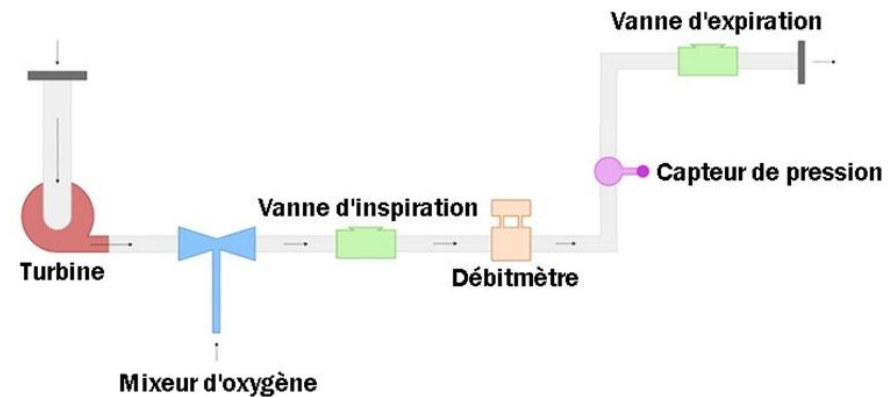 Vanne d'expiration
Capteur de pression
Vanne d'inspiration
Turbine
Débitmètre
Mixeur d'oxygène